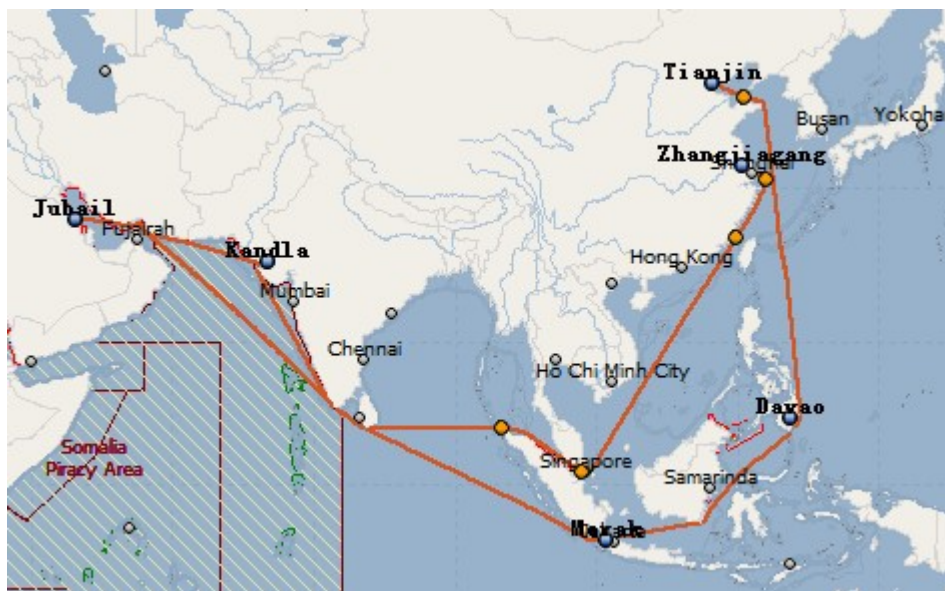 Tianjin
Busan
Yokoha
Zhangjiagang
Jubail
Fujairah
Kandla
Hong Kong
Mumbai
Chennai
Ho Chi Minh City
Davao
Somalia
Piracy Area
Singapore
Samarinda
Merak